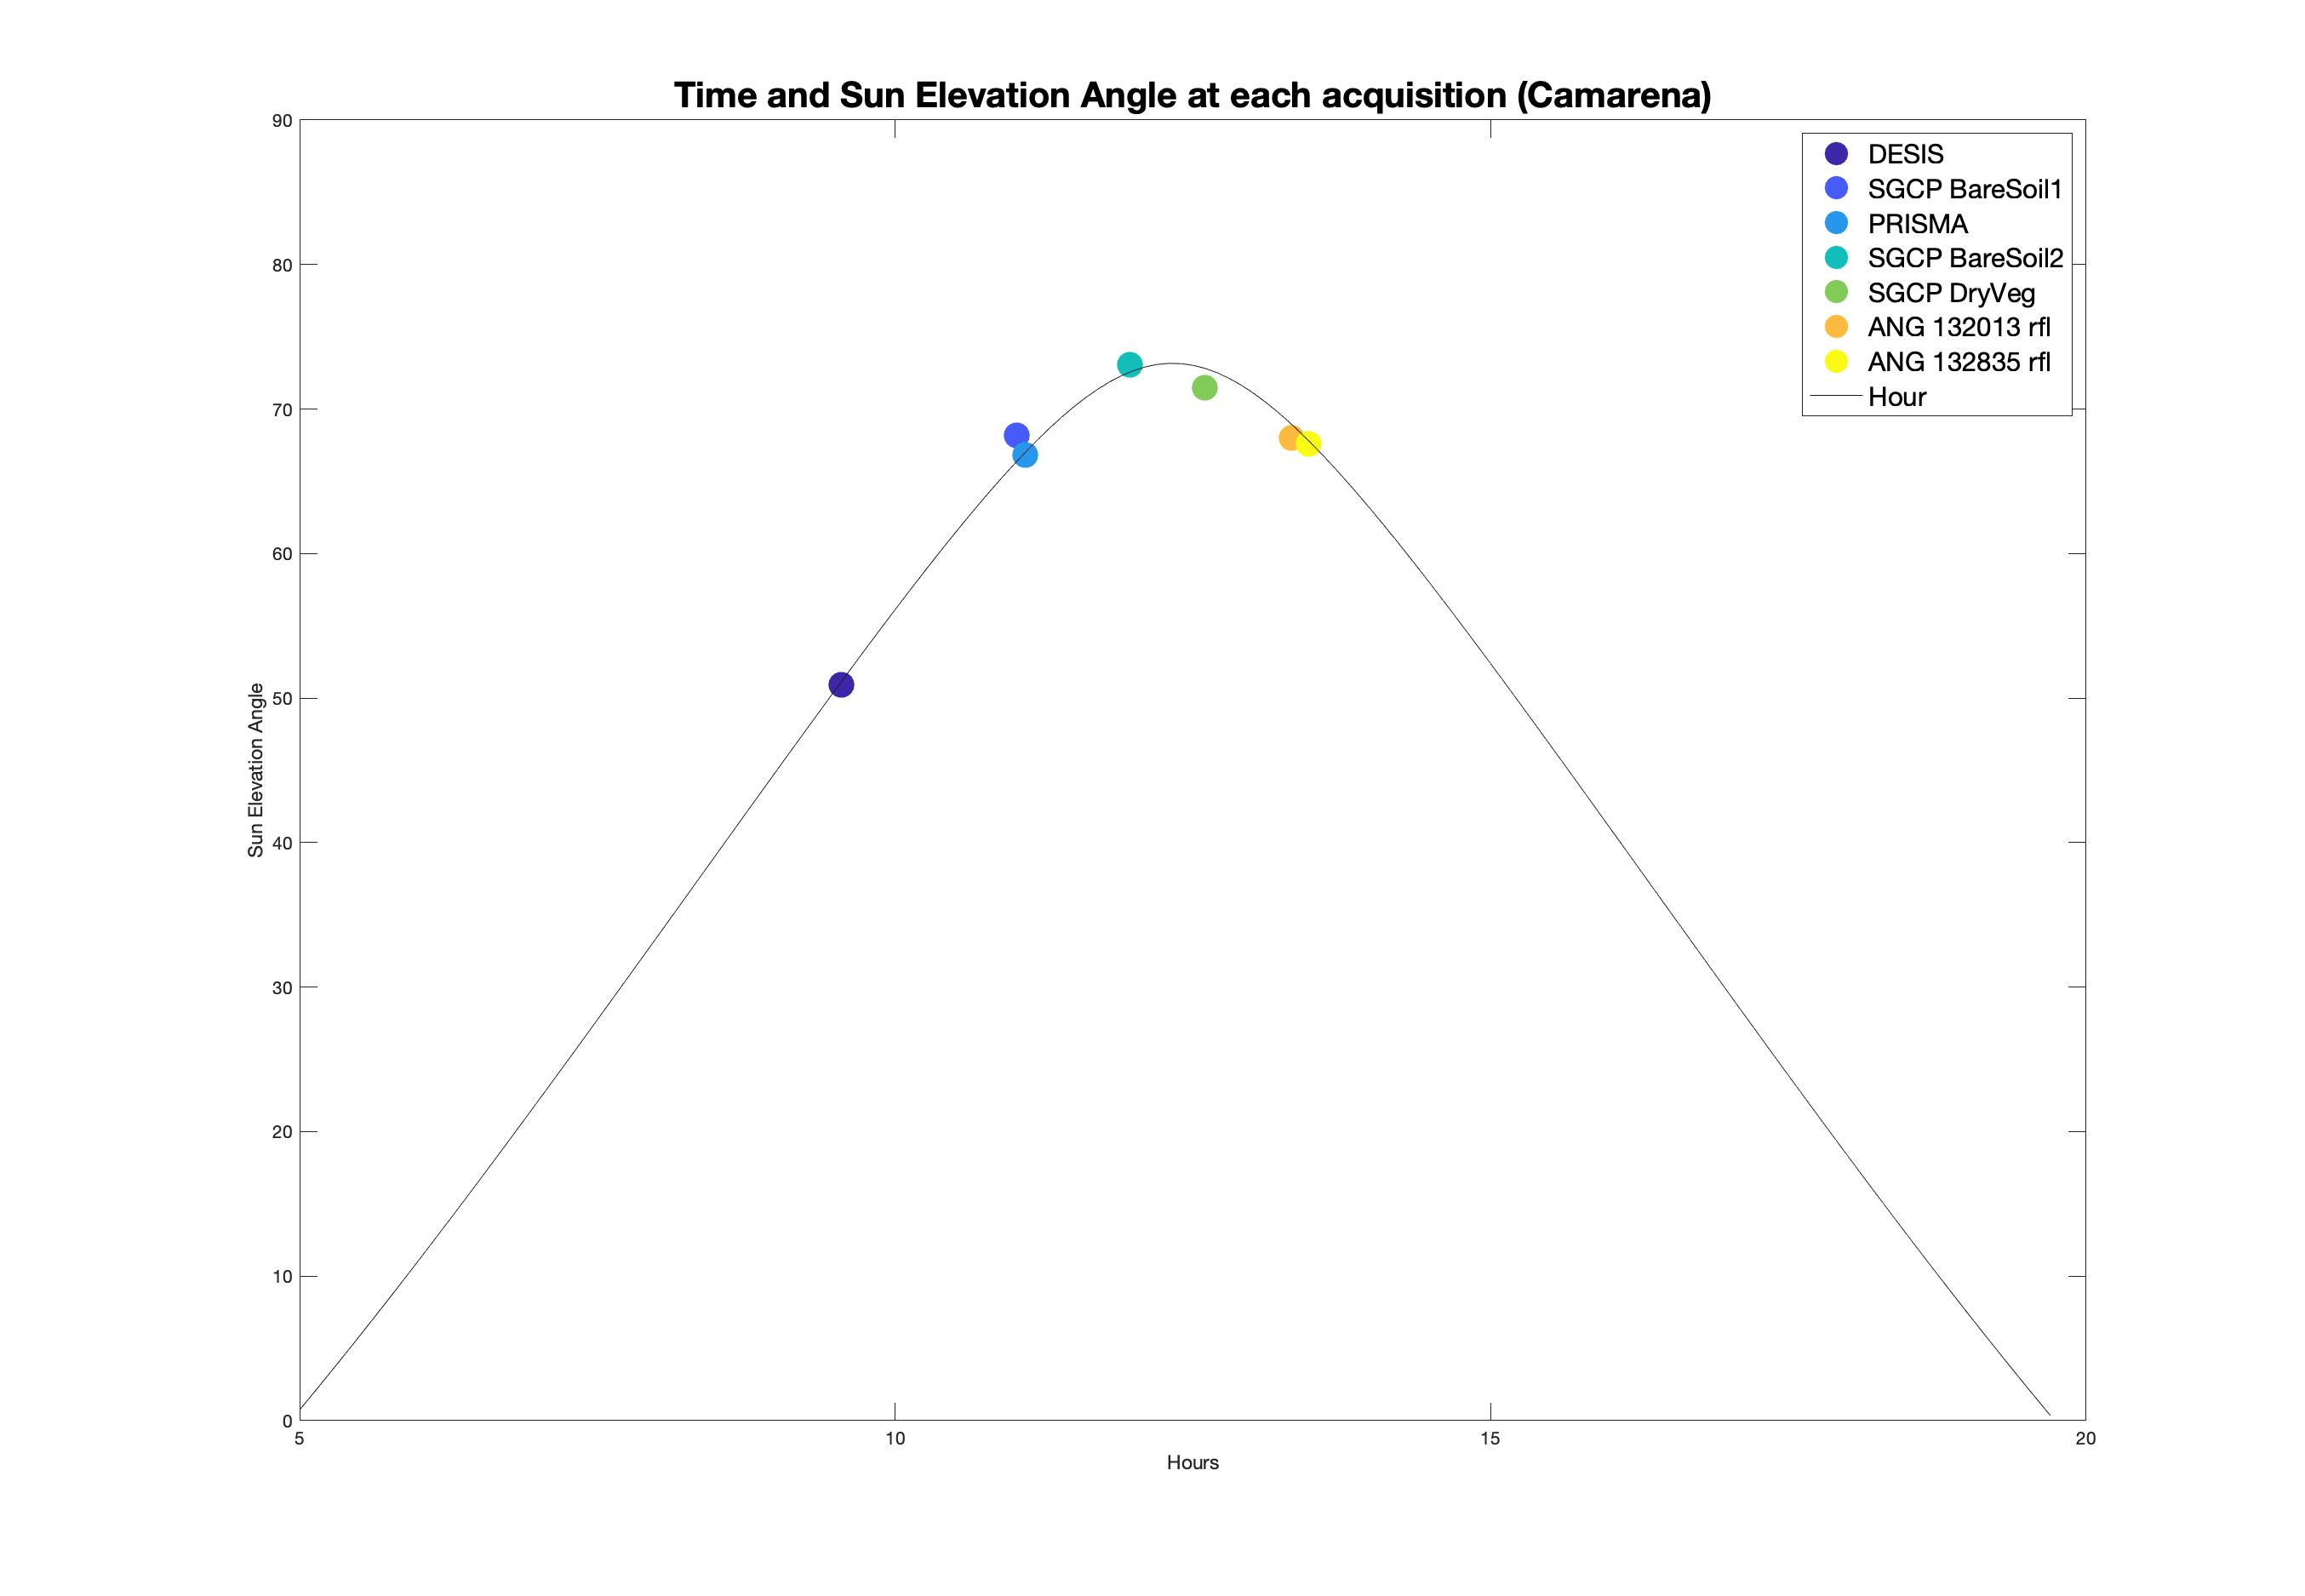 Time and Sun Elevation Angle at each acquisition (Camarena)
90
80
70
60
50
40
30
20
10
0
Sun Elevation Angle
5
10
15
20
Hours
DESIS
SGCP BareSoil1
PRISMA
SGCP BareSoil2
SGCP DryVeg
ANG 132013 rfl
ANG 132835 rfl
Hour